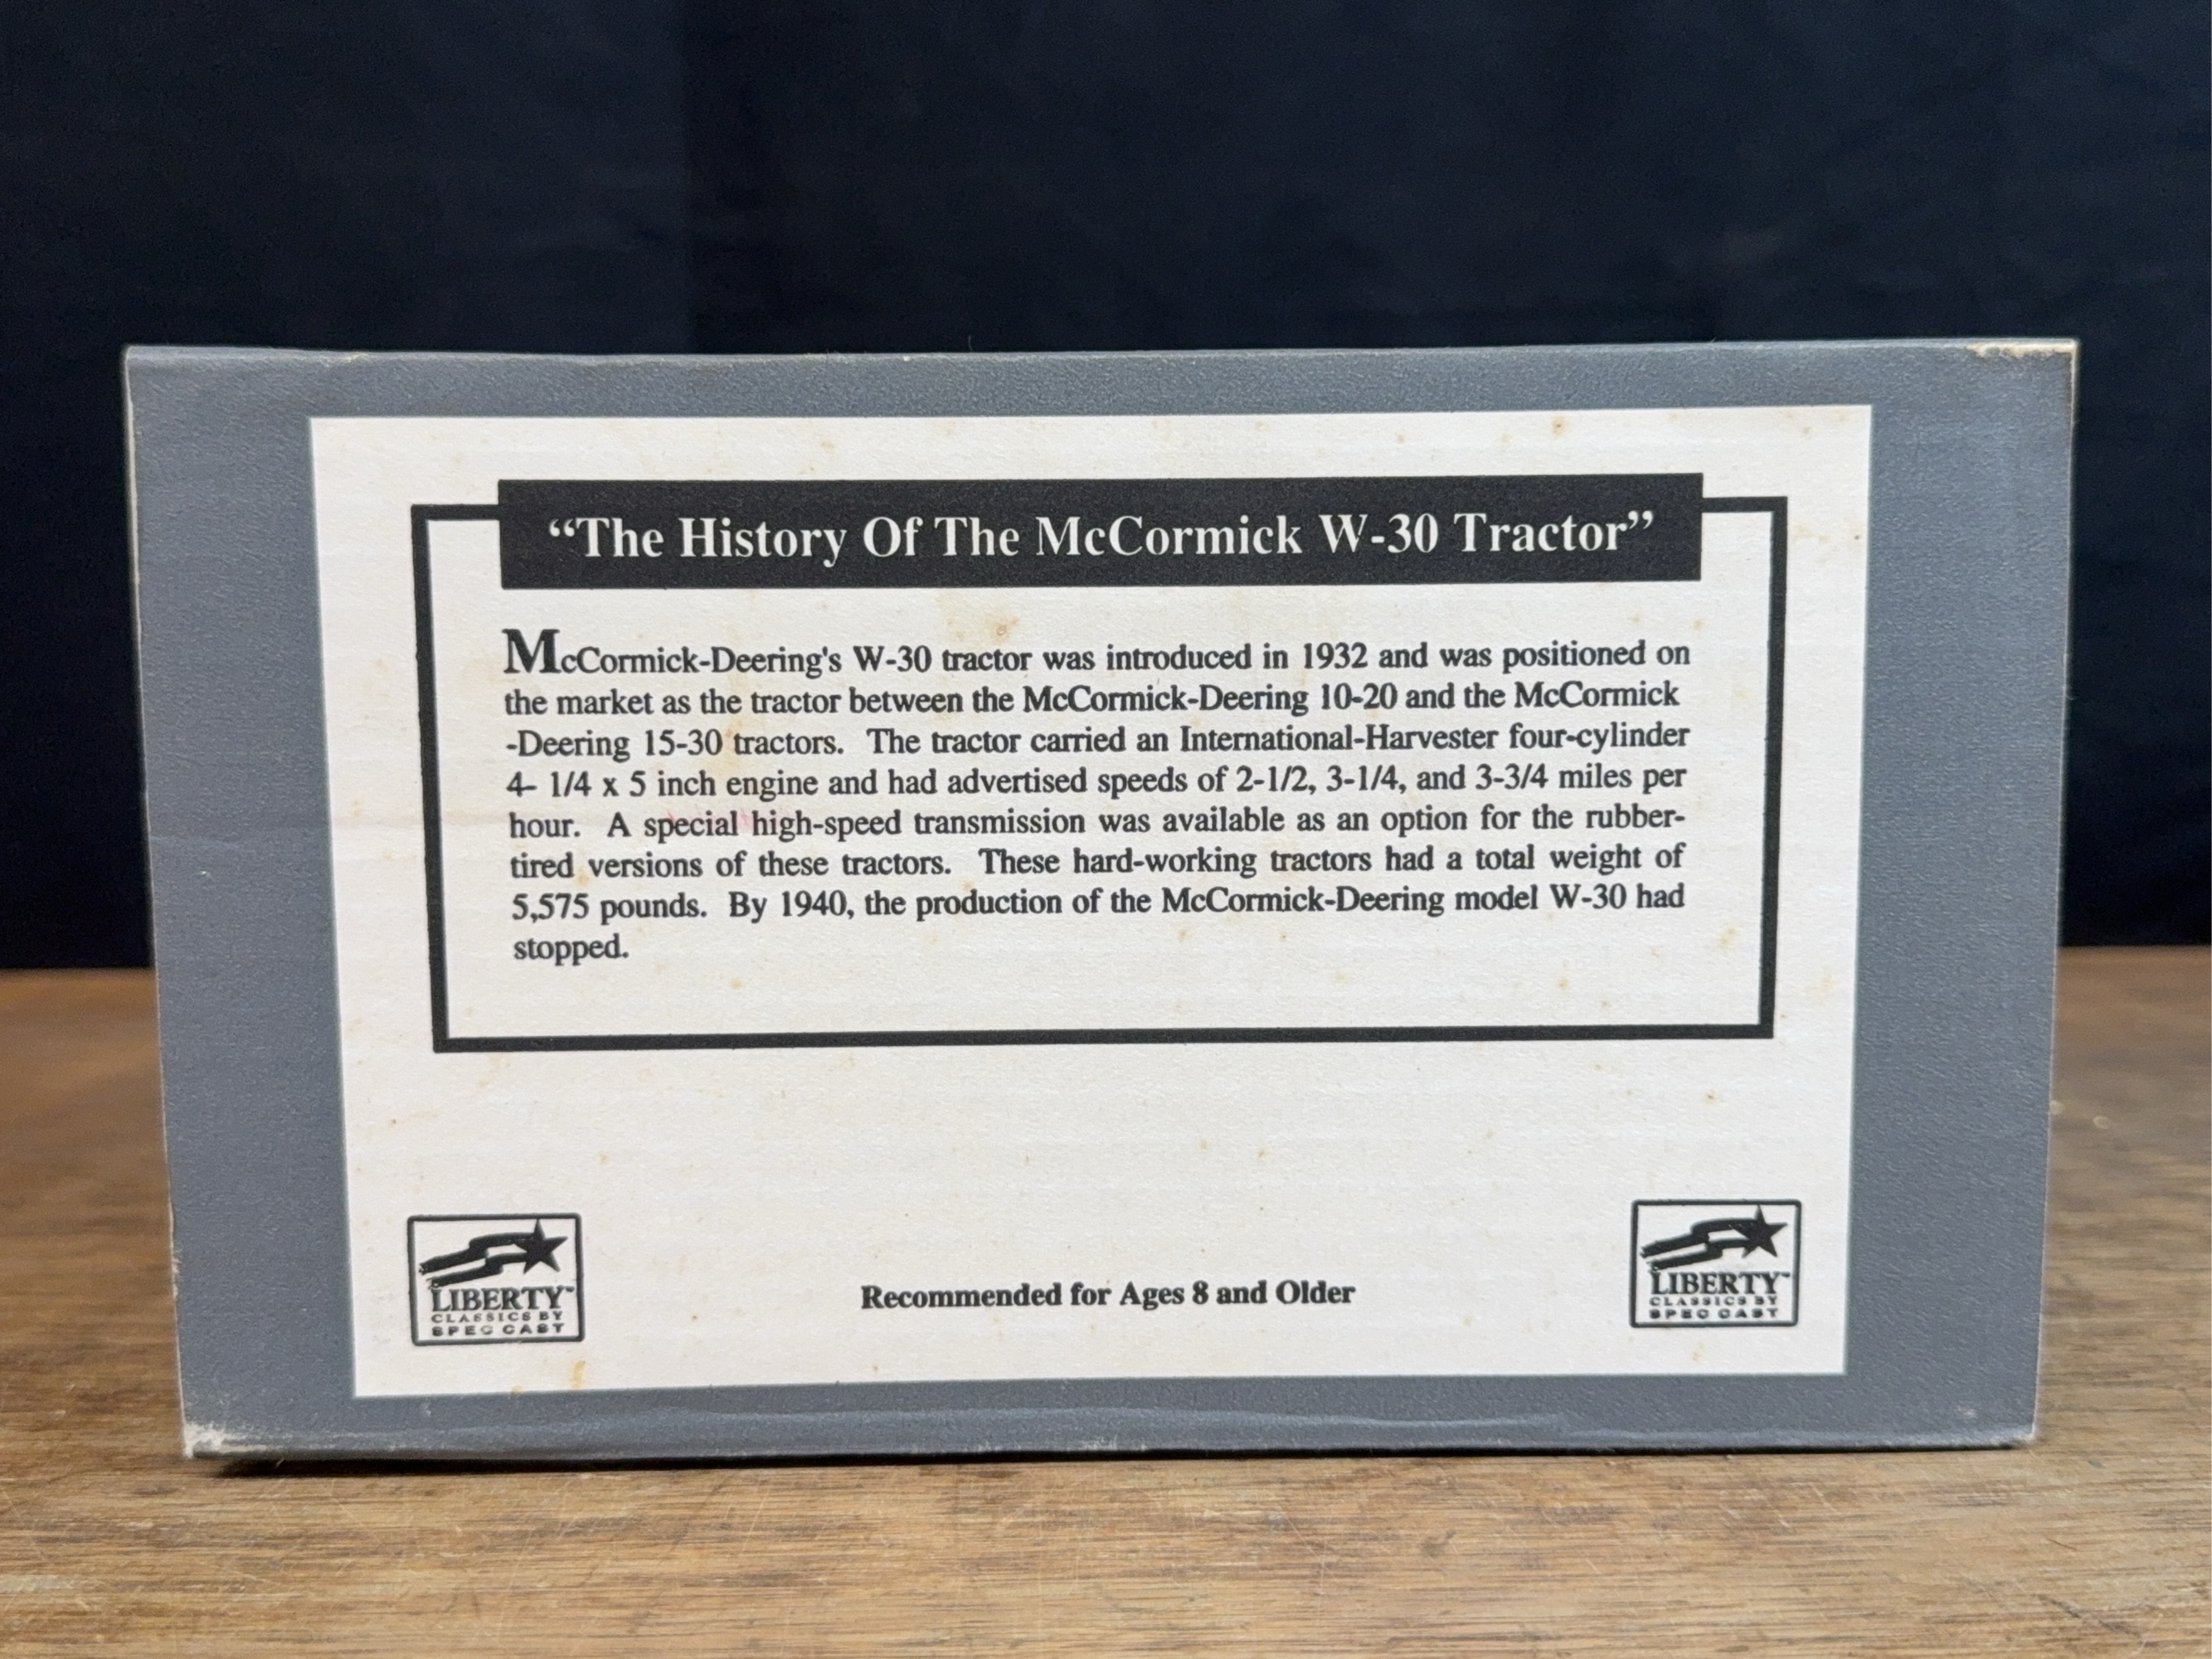 “The History Of The McCormick W-30 Tractor”
McCormick-Deering's W-30 tractor was introduced in 1932 and was positioned on
the market as the tractor between the McCormick-Deering 10-20 and the McCormick
-Deering 15-30 tractors. The tractor carried an International-Harvester four-cylinder
4- 1/4 x 5 inch engine and had advertised speeds of 2-1/2, 3-1/4, and 3-3/4 miles per
hour. A special high-speed transmission was available as an option for the rubber-
tired versions of these tractors. These hard-working tractors had a total weight of
5,575 pounds. By 1940, the production of the McCormick-Deering model W-30 had
stopped.
LIBERTY™
CLASSICS BY
SPEC CAST
Recommended for Ages 8 and Older
LIBERTY™
CLASSICS BY
SPEC CAST